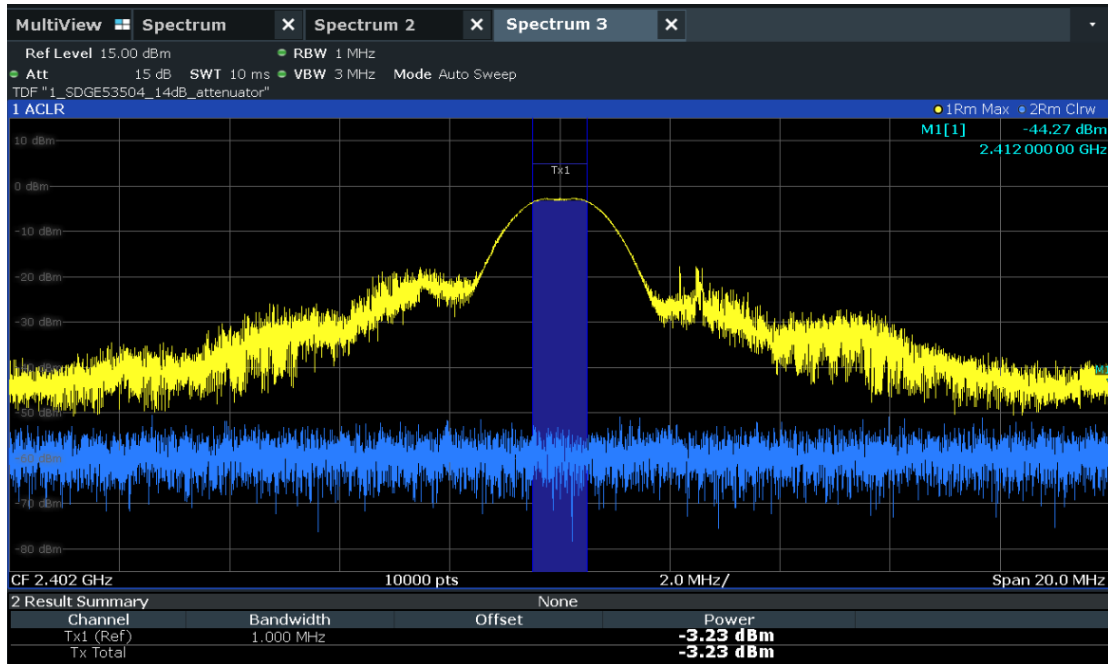 MultiView Spectrum X Spectrum 2 X Spectrum 3 X
Ref Level 15.00 dBm RBW 1 MHz
Att 15 dB SWT 10 ms VBW 3 MHz Mode Auto Sweep
TDF "1_SDGE53504_14dB_attenuator"
1 ACLR 1Rm Max 2Rm Clrw
M1[1] -44.27 dBm
2.412 000 00 GHz
10 dBm
Tx1
0 dBm
-10 dBm
-20 dBm
-30 dBm
-50 dBm
-60 dBm
-70 dBm
-80 dBm
CF 2.402 GHz 10000 pts 2.0 MHz/ Span 20.0 MHz
2 Result Summary None
Channel Bandwidth Offset Power
Tx1 (Ref) 1.000 MHz -3.23 dBm
Tx Total -3.23 dBm